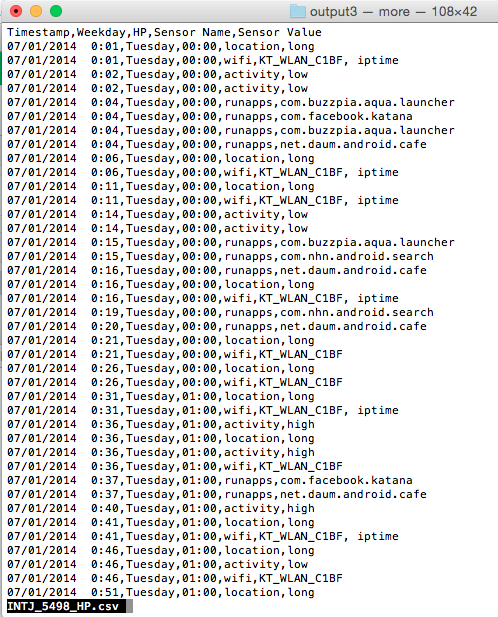 output3 — more — 108×42
Timestamp,Weekday,HP,Sensor Name,Sensor Value
07/01/2014  0:01,Tuesday,00:00,location,long
07/01/2014  0:01,Tuesday,00:00,wifi,KT_WLAN_C1BF, iptime
07/01/2014  0:02,Tuesday,00:00,activity,low
07/01/2014  0:02,Tuesday,00:00,activity,low
07/01/2014  0:04,Tuesday,00:00,runapps,com.buzzpia.aqua.launcher
07/01/2014  0:04,Tuesday,00:00,runapps,com.facebook.katana
07/01/2014  0:04,Tuesday,00:00,runapps,com.buzzpia.aqua.launcher
07/01/2014  0:04,Tuesday,00:00,runapps,net.daum.android.cafe
07/01/2014  0:06,Tuesday,00:00,location,long
07/01/2014  0:06,Tuesday,00:00,wifi,KT_WLAN_C1BF, iptime
07/01/2014  0:11,Tuesday,00:00,location,long
07/01/2014  0:11,Tuesday,00:00,wifi,KT_WLAN_C1BF, iptime
07/01/2014  0:14,Tuesday,00:00,activity,low
07/01/2014  0:14,Tuesday,00:00,activity,low
07/01/2014  0:15,Tuesday,00:00,runapps,com.buzzpia.aqua.launcher
07/01/2014  0:15,Tuesday,00:00,runapps,com.nhn.android.search
07/01/2014  0:16,Tuesday,00:00,runapps,net.daum.android.cafe
07/01/2014  0:16,Tuesday,00:00,location,long
07/01/2014  0:16,Tuesday,00:00,wifi,KT_WLAN_C1BF, iptime
07/01/2014  0:19,Tuesday,00:00,runapps,com.nhn.android.search
07/01/2014  0:20,Tuesday,00:00,runapps,net.daum.android.cafe
07/01/2014  0:21,Tuesday,00:00,location,long
07/01/2014  0:21,Tuesday,00:00,wifi,KT_WLAN_C1BF
07/01/2014  0:26,Tuesday,00:00,location,long
07/01/2014  0:26,Tuesday,00:00,wifi,KT_WLAN_C1BF
07/01/2014  0:31,Tuesday,01:00,location,long
07/01/2014  0:31,Tuesday,01:00,wifi,KT_WLAN_C1BF, iptime
07/01/2014  0:36,Tuesday,01:00,activity,high
07/01/2014  0:36,Tuesday,01:00,location,long
07/01/2014  0:36,Tuesday,01:00,activity,high
07/01/2014  0:36,Tuesday,01:00,wifi,KT_WLAN_C1BF
07/01/2014  0:37,Tuesday,01:00,runapps,com.facebook.katana
07/01/2014  0:37,Tuesday,01:00,runapps,net.daum.android.cafe
07/01/2014  0:40,Tuesday,01:00,activity,high
07/01/2014  0:41,Tuesday,01:00,location,long
07/01/2014  0:41,Tuesday,01:00,wifi,KT_WLAN_C1BF, iptime
07/01/2014  0:46,Tuesday,01:00,location,long
07/01/2014  0:46,Tuesday,01:00,activity,low
07/01/2014  0:46,Tuesday,01:00,wifi,KT_WLAN_C1BF
07/01/2014  0:51,Tuesday,01:00,location,long
INTJ_5498_HP.csv